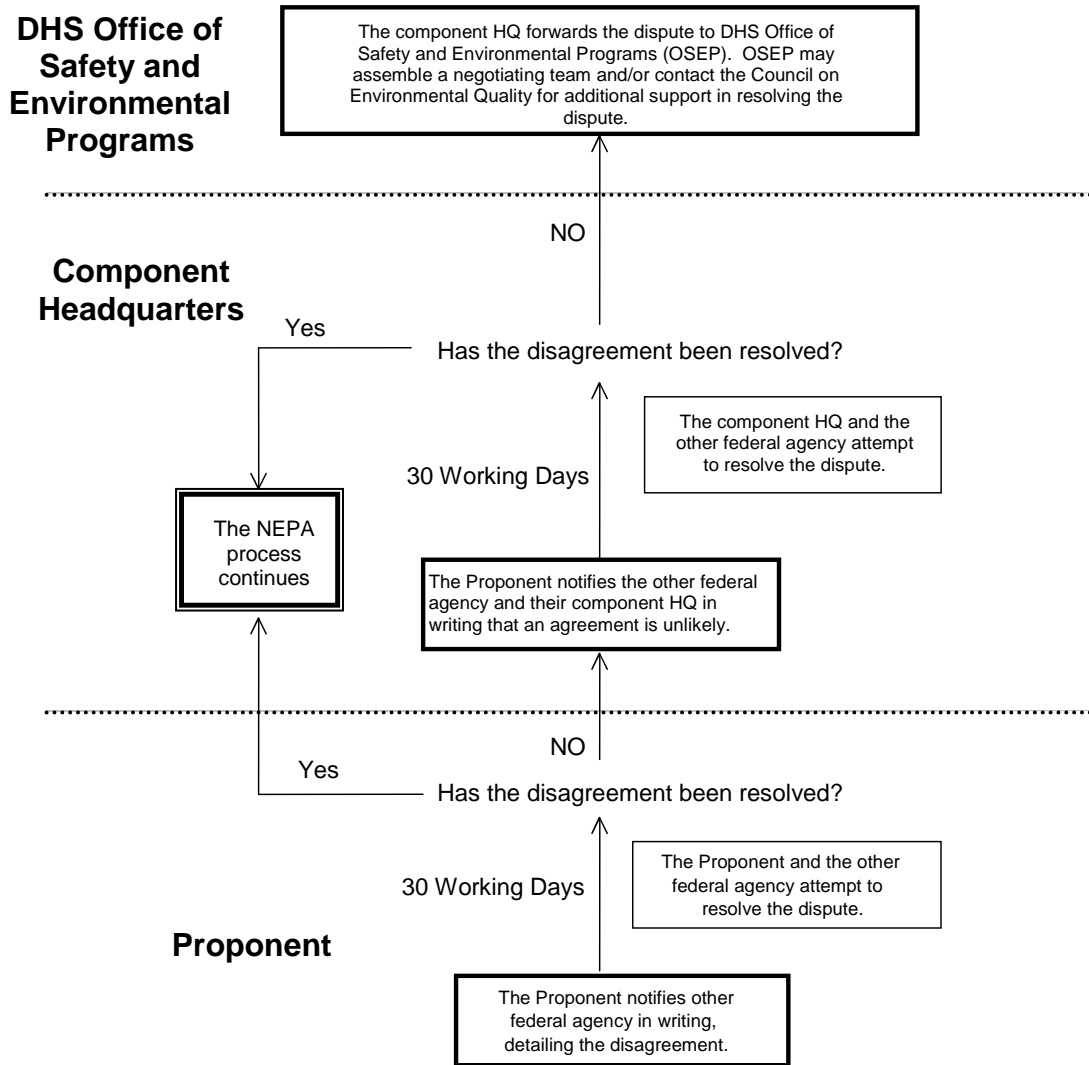 DHS Office of
Safety and
Environmental
Programs
The component HQ forwards the dispute to DHS Office of
Safety and Environmental Programs (OSEP).  OSEP may
assemble a negotiating team and/or contact the Council on
Environmental Quality for additional support in resolving the
dispute.
NO
Component
Headquarters
Yes
Has the disagreement been resolved?
The component HQ and the
other federal agency attempt
to resolve the dispute.
30 Working Days
The NEPA
process
continues
The Proponent notifies the other federal
agency and their component HQ in
writing that an agreement is unlikely.
NO
Yes
Has the disagreement been resolved?
The Proponent and the other
federal agency attempt to
resolve the dispute.
30 Working Days
Proponent
The Proponent notifies other
federal agency in writing,
detailing the disagreement.